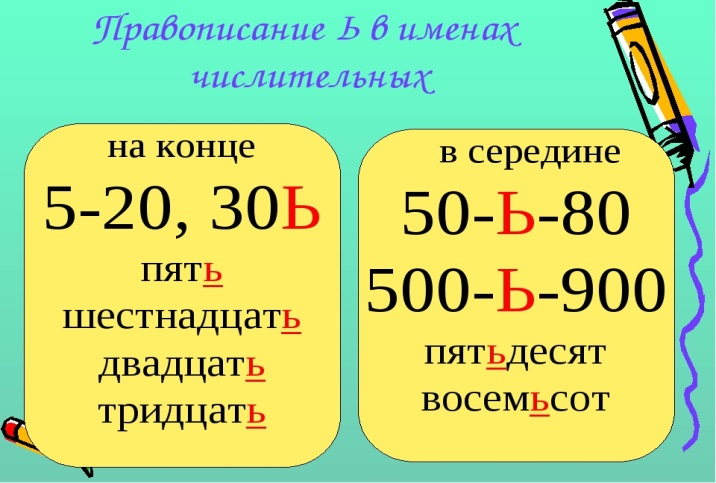 Правописание Ь в именах
числительных
на конце
5-20, 30Ь
пять
шестнадцать
двадцать
тридцать
в середине
50-Ь-80
500-Ь-900
пятьдесят
восемьсот